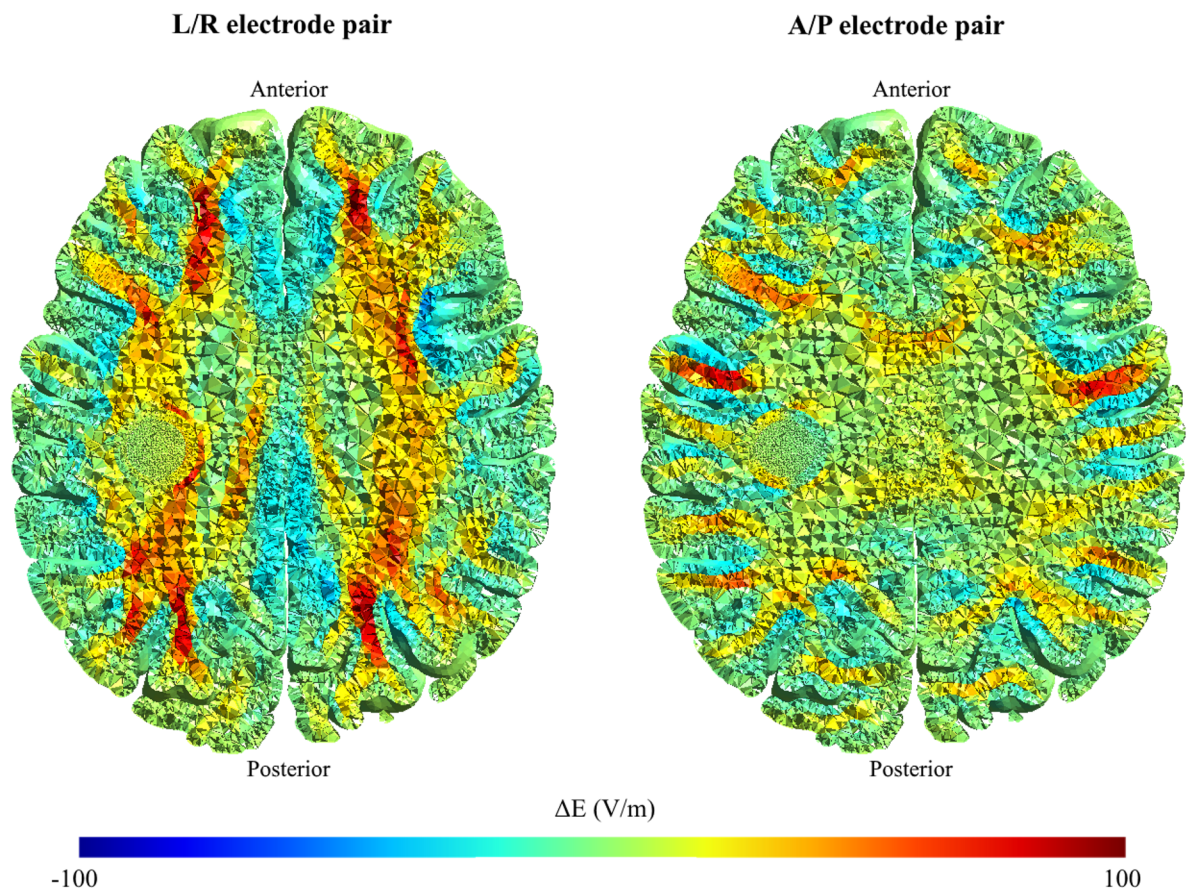 L/R electrode pair
A/P electrode pair
Anterior
Anterior
Posterior
Posterior
ΔE (V/m)
-100
100